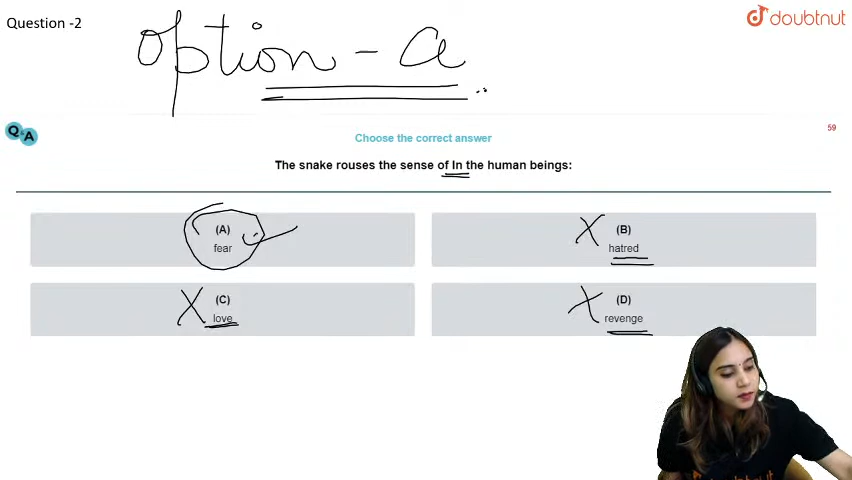 Question -2
option - a
doubtnut
Q A
59
Choose the correct answer
The snake rouses the sense of In the human beings:
(A)
fear
(B)
hatred
(C)
love
(D)
revenge